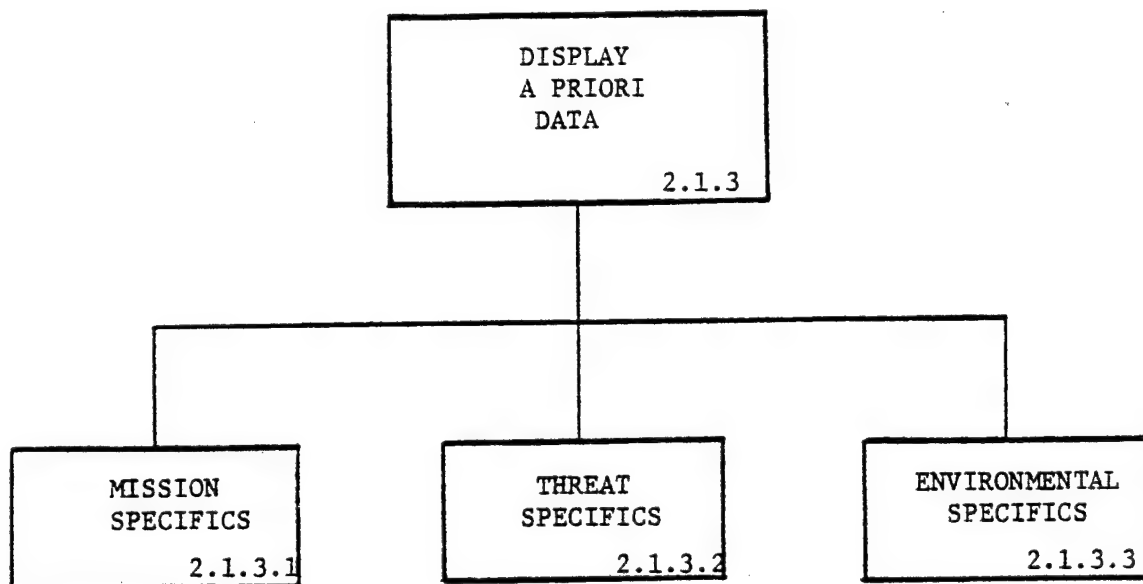 DISPLAY
A PRIORI
DATA
2.1.3
MISSION
SPECIFICS
2.1.3.1
THREAT
SPECIFICS
2.1.3.2
ENVIRONMENTAL
SPECIFICS
2.1.3.3